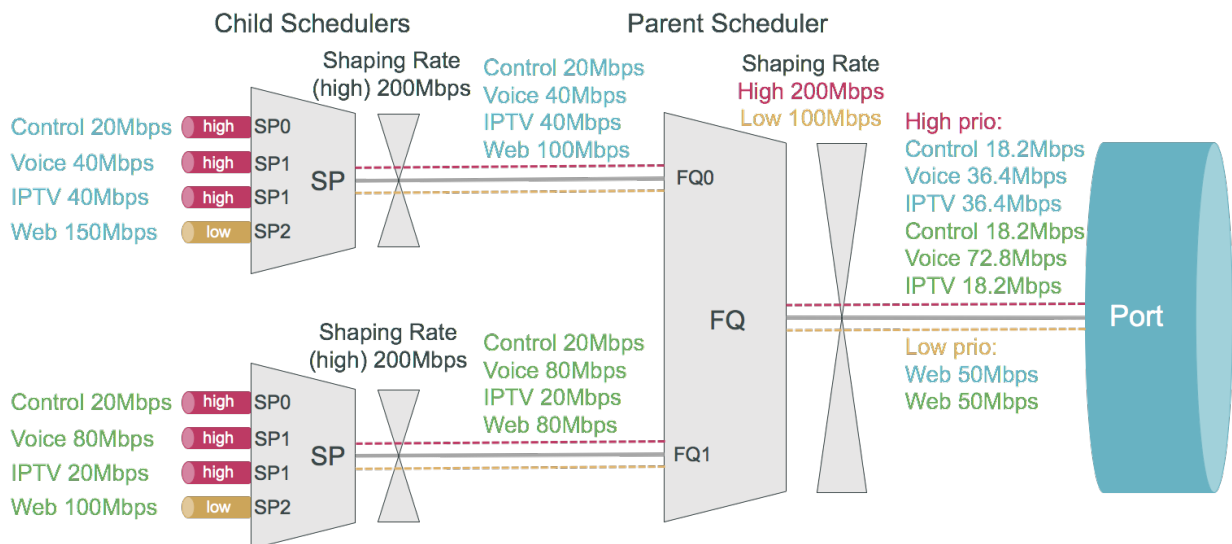 Child Schedulers
Parent Scheduler
Shaping Rate
(high) 200Mbps
Control 20Mbps
Voice 40Mbps
IPTV 40Mbps
Web 100Mbps
Shaping Rate
High 200Mbps
Low 100Mbps
Control 20Mbps
high
SP0
Voice 40Mbps
high
SP1
IPTV 40Mbps
high
SP1
Web 150Mbps
low
SP2
SP
FQ0
High prio:
Control 18.2Mbps
Voice 36.4Mbps
IPTV 36.4Mbps
Control 18.2Mbps
Voice 72.8Mbps
IPTV 18.2Mbps
FQ
Port
Low prio:
Web 50Mbps
Web 50Mbps
Shaping Rate
(high) 200Mbps
Control 20Mbps
Voice 80Mbps
IPTV 20Mbps
Web 80Mbps
Control 20Mbps
high
SP0
Voice 80Mbps
high
SP1
IPTV 20Mbps
high
SP1
Web 100Mbps
low
SP2
SP
FQ1